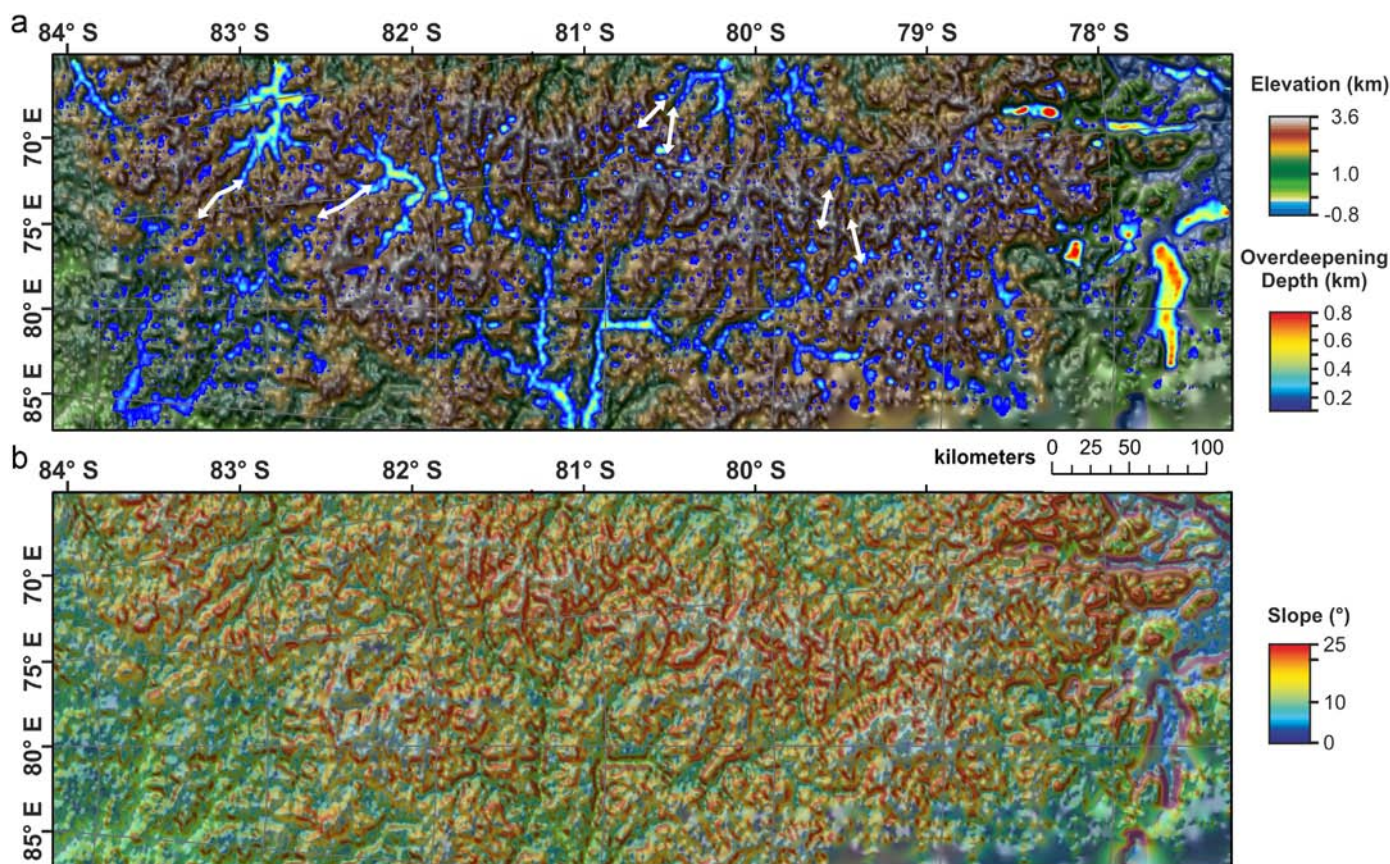 a
84° S 83° S 82° S 81° S 80° S 79° S 78° S
70° E
75° E
80° E
85° E
Elevation (km)
3.6
1.0
-0.8
Overdeepening
Depth (km)
0.8
0.6
0.4
0.2
kilometers 0 25 50 100
b
84° S 83° S 82° S 81° S 80° S
70° E
75° E
80° E
85° E
Slope (°)
25
10
0